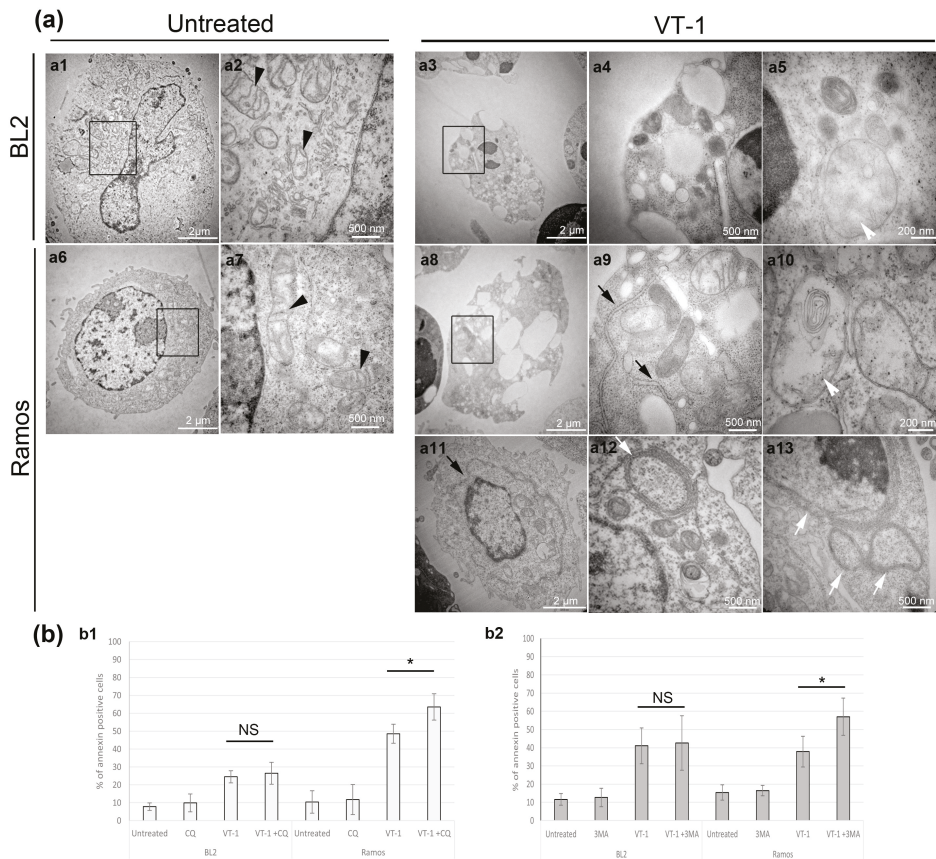 (a)
Untreated
VT-1
BL2
a1
a2
a3
a4
a5
2µm
500 nm
2µm
500 nm
200 nm
Ramos
a6
a7
a8
a9
a10
2 µm
500 nm
2 µm
500 nm
200 nm
a11
a12
a13
2 µm
500 nm
500 nm
(b)
b1
% of annexin positive cells
100
90
80
70
60
50
40
30
20
10
0
NS
*
Untreated CQ VT-1 VT-1 +CQ Untreated CQ VT-1 VT-1 +CQ
BL2 Ramos
b2
% of annexin positive cells
100
90
80
70
60
50
40
30
20
10
0
NS
*
Untreated 3MA VT-1 VT-1 +3MA Untreated 3MA VT-1 VT-1 +3MA
BL2 Ramos